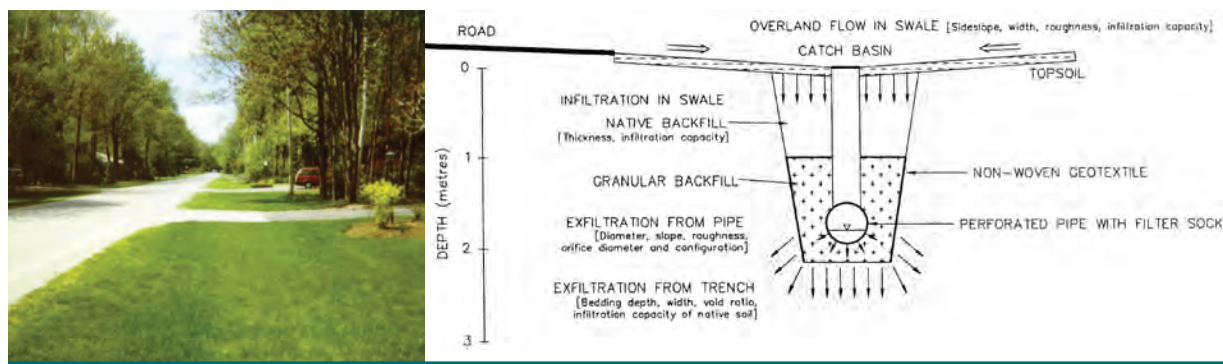 ROAD
OVERLAND FLOW IN SWALE [Sideslope, width, roughness, infiltration capacity]
CATCH BASIN
0
TOPSOIL
INFILTRATION IN SWALE
NATIVE BACKFILL
[Thickness, infiltration capacity]
1
GRANULAR BACKFILL
NON-WOVEN GEOTEXTILE
EXFILTRATION FROM PIPE
[Diameter, slope, roughness,
orifice diameter and configuration]
PERFORATED PIPE WITH FILTER SOCK
DEPTH (metres)
2
EXFILTRATION FROM TRENCH
[Bedding depth, width, void ratio,
infiltration capacity of native soil]
3